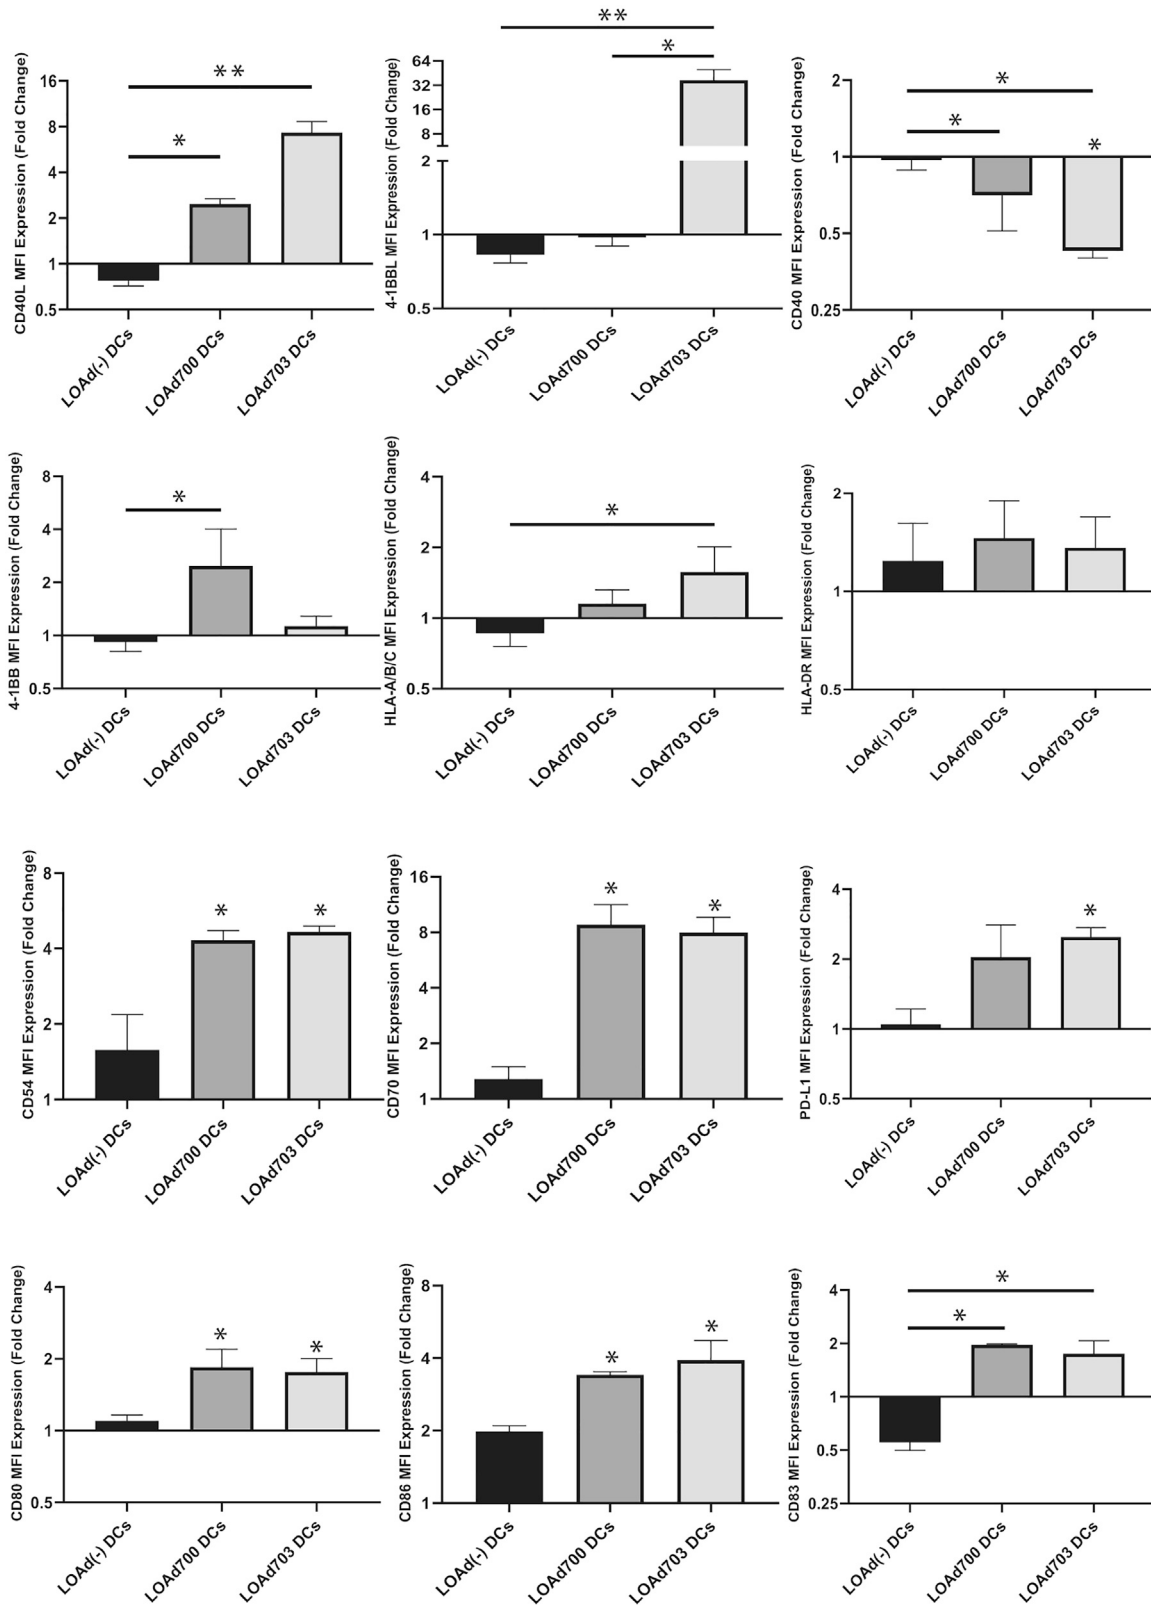 **
*
CD40L MFI Expression (Fold Change)
16
8
4
2
1
0.5
LOAd(-) DCs
LOAd700 DCs
LOAd703 DCs
**
*
4-1BBL MFI Expression (Fold Change)
64
32
16
8
2
1
0.5
LOAd(-) DCs
LOAd700 DCs
LOAd703 DCs
*
*
*
CD40 MFI Expression (Fold Change)
2
1
0.5
0.25
LOAd(-) DCs
LOAd700 DCs
LOAd703 DCs
*
4-1BB MFI Expression (Fold Change)
8
4
2
1
0.5
LOAd(-) DCs
LOAd700 DCs
LOAd703 DCs
*
HLA-A/B/C MFI Expression (Fold Change)
4
2
1
0.5
LOAd(-) DCs
LOAd700 DCs
LOAd703 DCs
HLA-DR MFI Expression (Fold Change)
2
1
0.5
LOAd(-) DCs
LOAd700 DCs
LOAd703 DCs
* *
CD54 MFI Expression (Fold Change)
8
4
2
1
LOAd(-) DCs
LOAd700 DCs
LOAd703 DCs
* *
CD70 MFI Expression (Fold Change)
16
8
4
2
1
LOAd(-) DCs
LOAd700 DCs
LOAd703 DCs
*
PD-L1 MFI Expression (Fold Change)
4
2
1
0.5
LOAd(-) DCs
LOAd700 DCs
LOAd703 DCs
* *
CD80 MFI Expression (Fold Change)
4
2
1
0.5
LOAd(-) DCs
LOAd700 DCs
LOAd703 DCs
* *
CD86 MFI Expression (Fold Change)
8
4
2
1
LOAd(-) DCs
LOAd700 DCs
LOAd703 DCs
*
*
CD83 MFI Expression (Fold Change)
4
2
1
0.5
0.25
LOAd(-) DCs
LOAd700 DCs
LOAd703 DCs